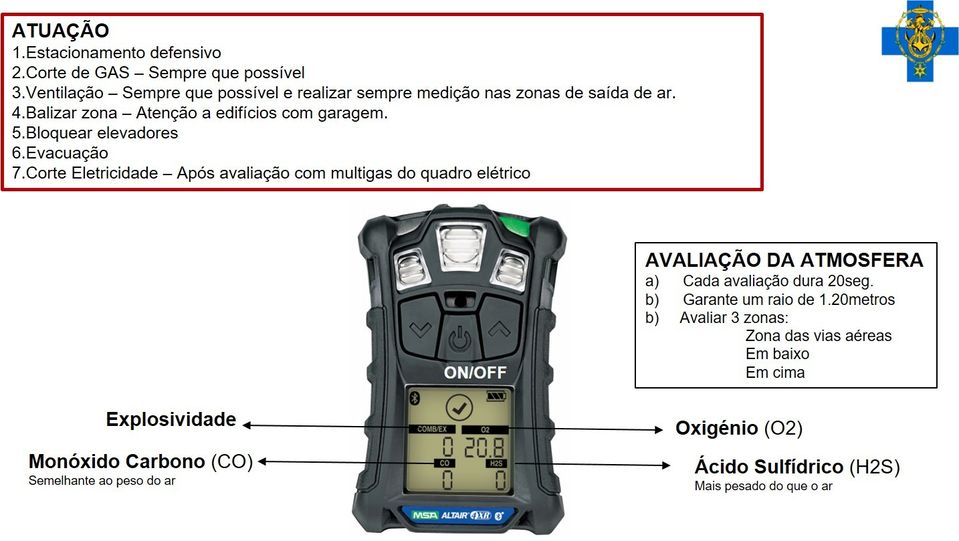 ATUAÇÃO
1.Estacionamento defensivo
2.Corte de GAS – Sempre que possível
3.Ventilação – Sempre que possível e realizar sempre medição nas zonas de saída de ar.
4.Balizar zona – Atenção a edifícios com garagem.
5.Bloquear elevadores
6.Evacuação
7.Corte Eletricidade – Após avaliação com multigas do quadro elétrico
AVALIAÇÃO DA ATMOSFERA
a) Cada avaliação dura 20seg.
b) Garante um raio de 1.20metros
b) Avaliar 3 zonas:
Zona das vias aéreas
Em baixo
Em cima
ON/OFF
Explosividade
COMB/EX O2
Oxigénio (O2)
0 20.8
Monóxido Carbono (CO)
Semelhante ao peso do ar
CO H2S
0 0
Ácido Sulfídrico (H2S)
Mais pesado do que o ar
MSA ALTAIR 4XR